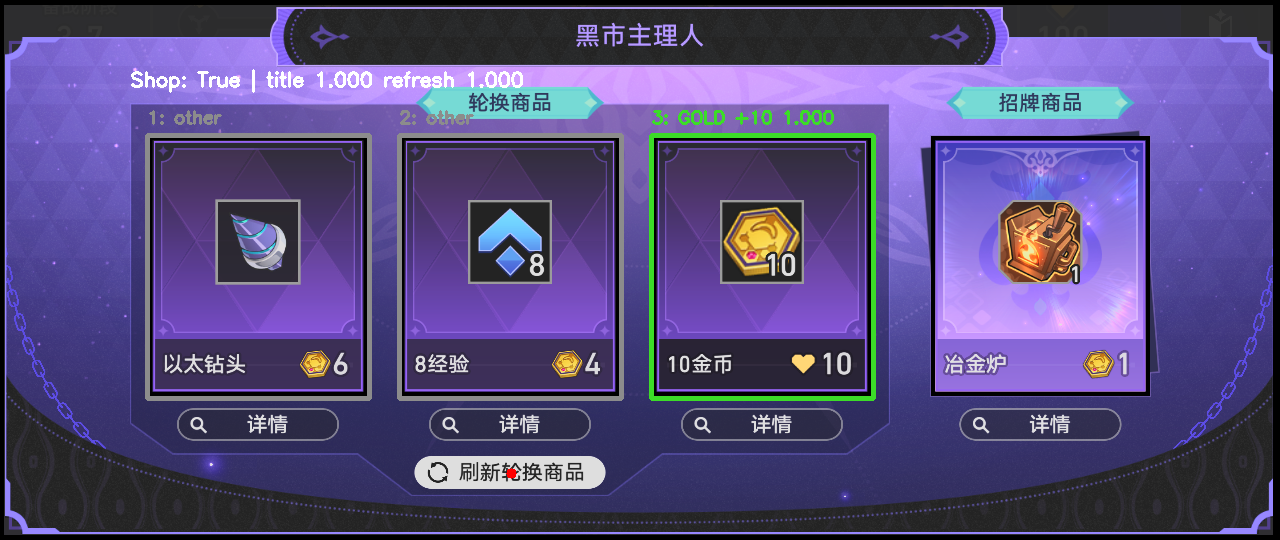 黑市主理人
Shop: True | title 1.000 refresh 1.000
轮换商品
招牌商品
1: other
2: other
3: GOLD +10 1.000
8
10
1
以太钻头 6
8经验 4
10金币 10
冶金炉 1
详情
详情
详情
详情
刷新轮换商品